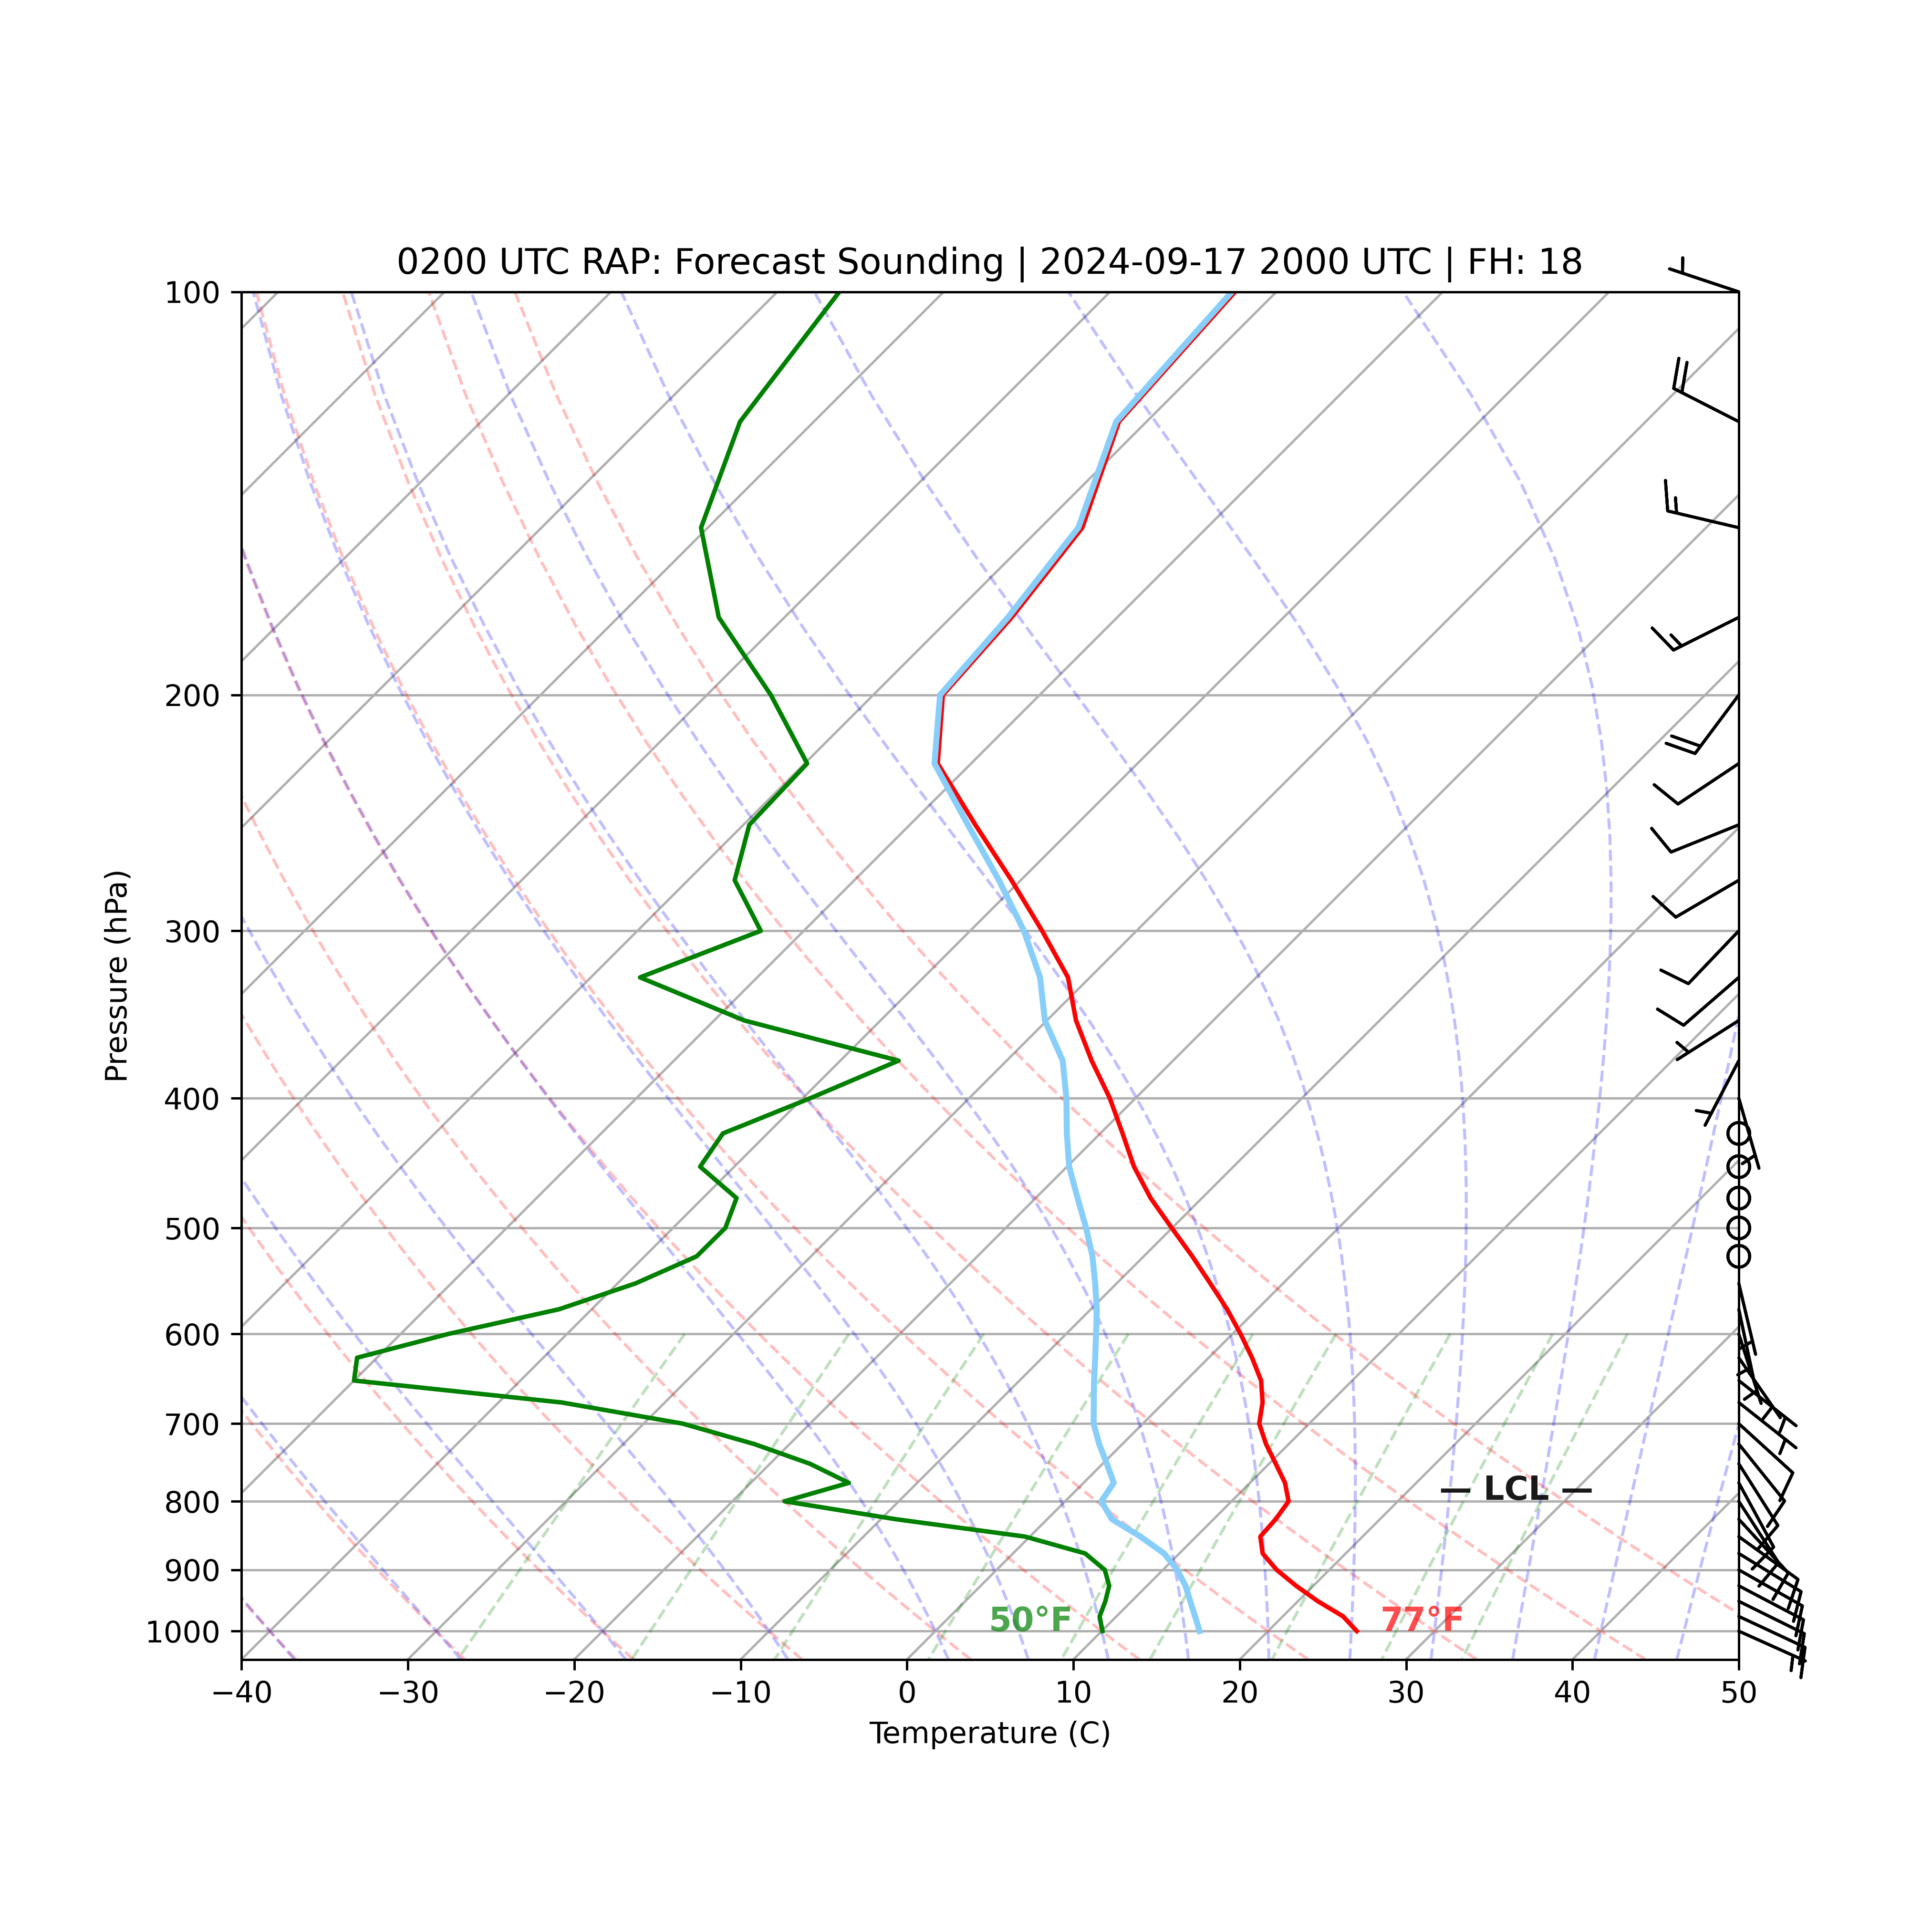 0200 UTC RAP: Forecast Sounding | 2024-09-17 2000 UTC | FH: 18
100
200
300
400
500
600
700
800
900
1000
Pressure (hPa)
— LCL —
50°F
77°F
−40 −30 −20 −10 0 10 20 30 40 50
Temperature (C)